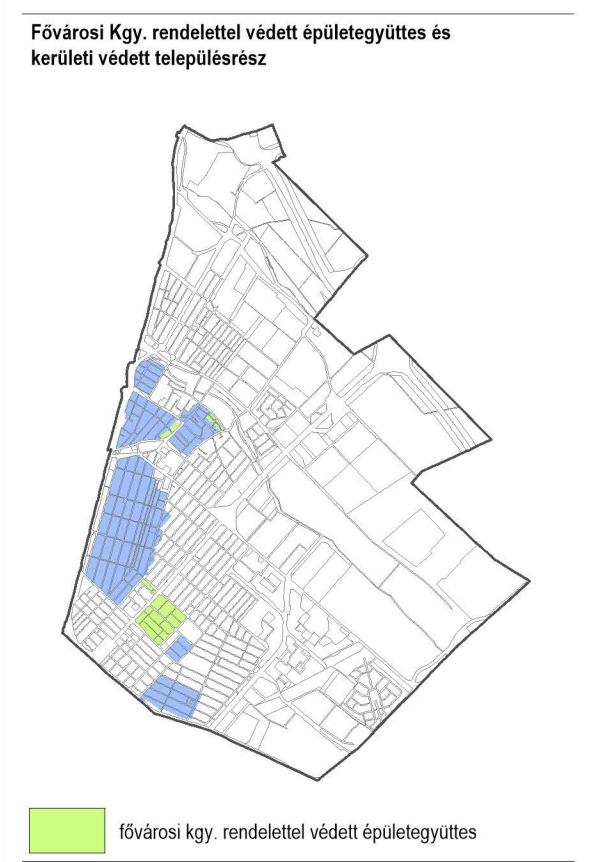 Fővárosi Kgy. rendelettel védett épületegyüttes és
kerületi védett településrész
fővárosi kgy. rendelettel védett épületegyüttes